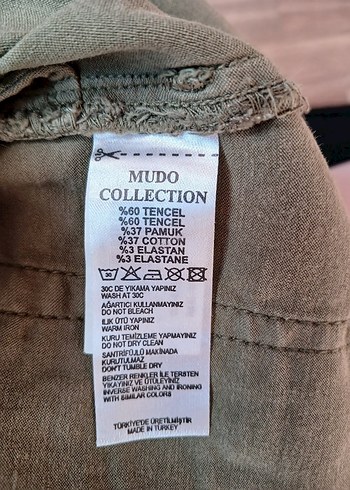 MUDO
COLLECTION
%60 TENCEL
%60 TENCEL
%37 PAMUK
%37 COTTON
%3 ELASTAN
%3 ELASTANE
30C DE YIKAMA YAPINIZ
WASH AT 30C
AĞARTICI KULLANMAYINIZ
DO NOT BLEACH
ILIK ÜTÜ YAPINIZ
WARM IRON
KURU TEMİZLEME YAPMAYINIZ
DO NOT DRY CLEAN
SANTRİFÜJLÜ MAKİNADA
KURUTULMAZ
DON'T TUMBLE DRY
BENZER RENKLER İLE TERSTEN
YIKAYINIZ VE ÜTÜLEYİNİZ
INVERSE WASHING AND IRONING
WITH SIMILAR COLORS
TÜRKİYE'DE ÜRETİLMİŞTİR
MADE IN TURKEY